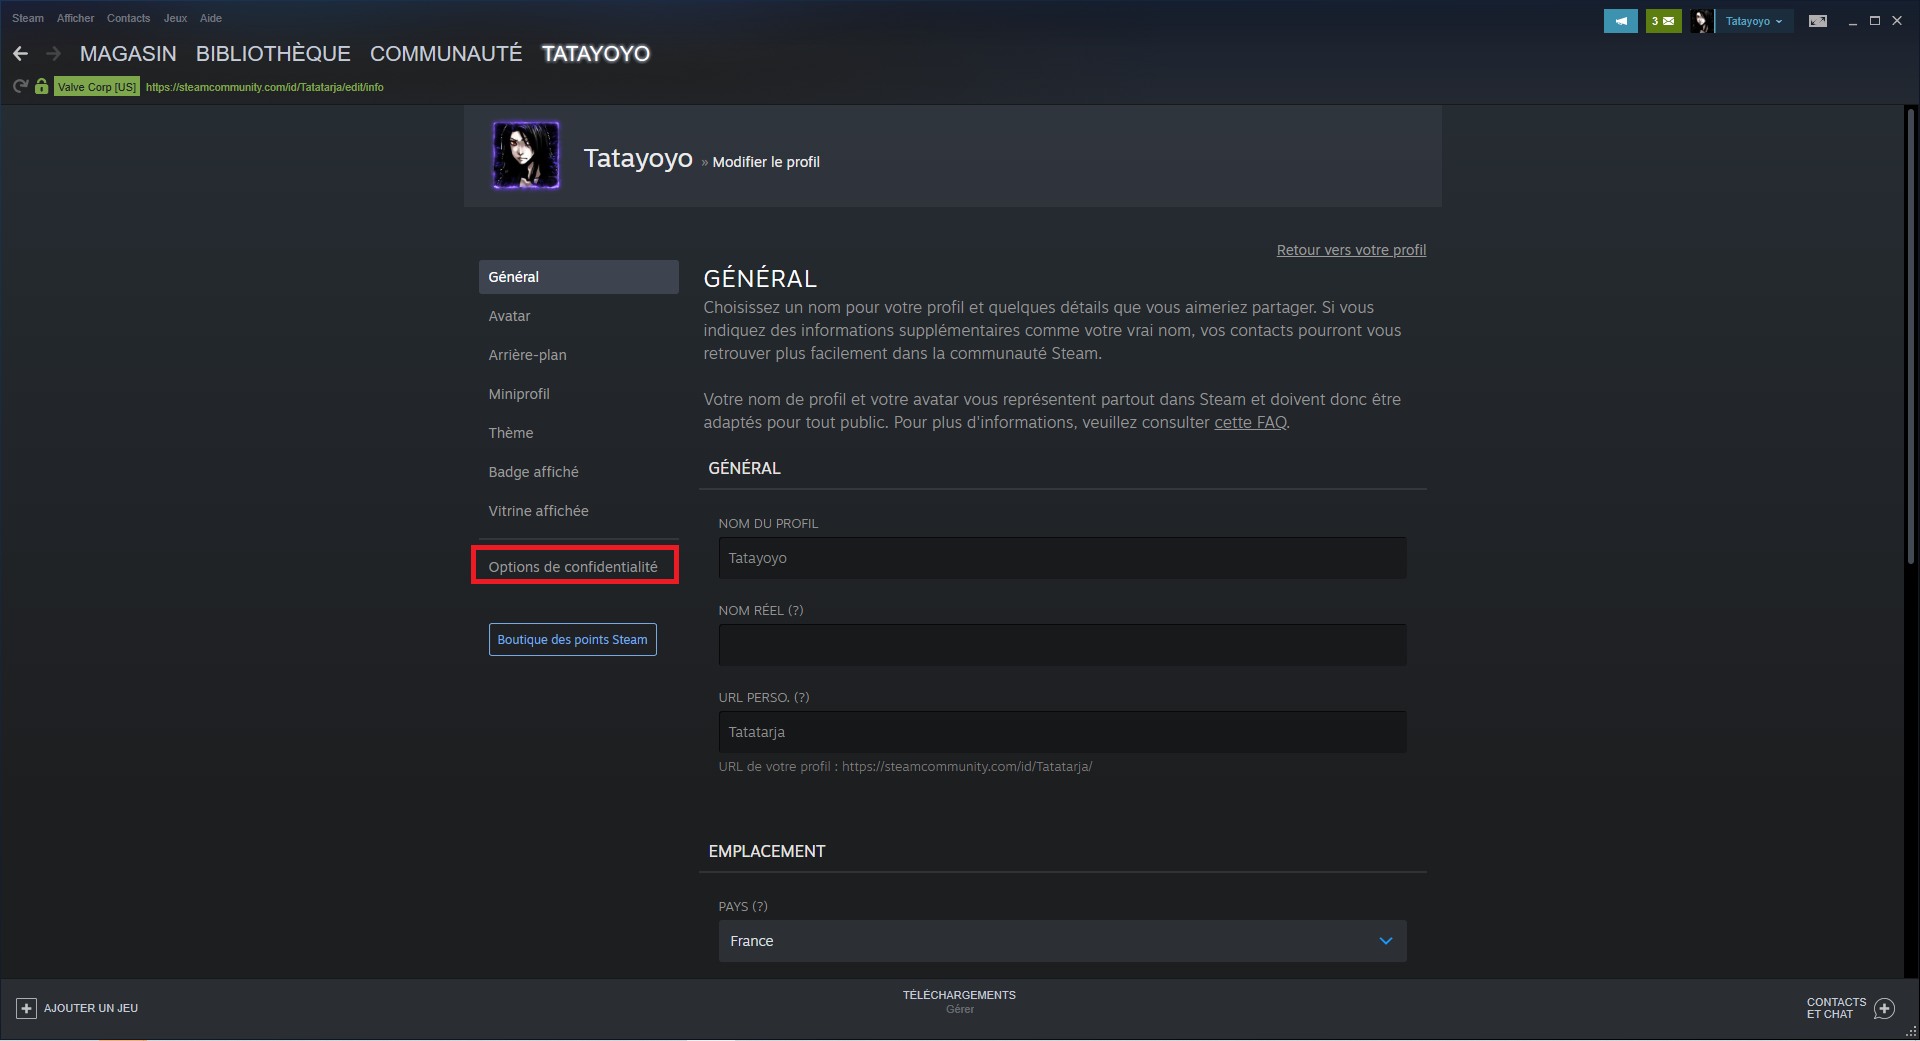 Steam Afficher Contacts Jeux Aide
3
Tatayoyo
MAGASIN BIBLIOTHÈQUE COMMUNAUTÉ TATAYOYO
Valve Corp [US] https://steamcommunity.com/id/Tatatarja/edit/info
Tatayoyo » Modifier le profil
Retour vers votre profil
Général
Avatar
Arrière-plan
Miniprofil
Thème
Badge affiché
Vitrine affichée
Options de confidentialité
Boutique des points Steam
GÉNÉRAL
Choisissez un nom pour votre profil et quelques détails que vous aimeriez partager. Si vous
indiquez des informations supplémentaires comme votre vrai nom, vos contacts pourront vous
retrouver plus facilement dans la communauté Steam.
Votre nom de profil et votre avatar vous représentent partout dans Steam et doivent donc être
adaptés pour tout public. Pour plus d'informations, veuillez consulter cette FAQ.
GÉNÉRAL
NOM DU PROFIL
Tatayoyo
NOM RÉEL (?)
URL PERSO. (?)
Tatatarja
URL de votre profil : https://steamcommunity.com/id/Tatatarja/
EMPLACEMENT
PAYS (?)
France
AJOUTER UN JEU
TÉLÉCHARGEMENTS
Gérer
CONTACTS
ET CHAT